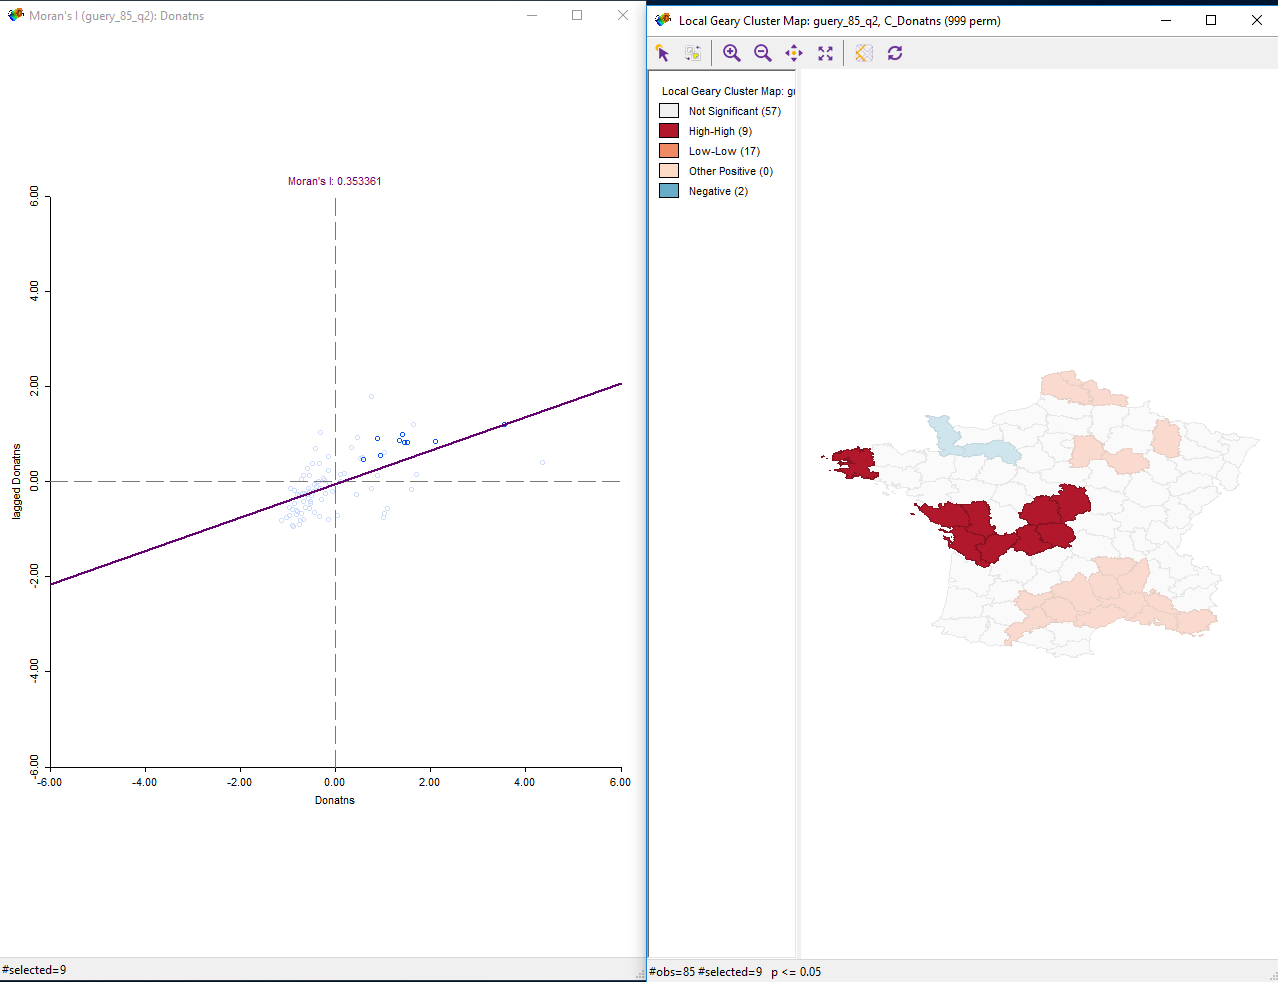 Moran's I (guery_85_q2): Donatns
Moran's I: 0.353361
6.00
4.00
2.00
0.00
-2.00
-4.00
-6.00
lagged Donatns
-6.00 -4.00 -2.00 0.00 2.00 4.00 6.00
Donatns
#selected=9
Local Geary Cluster Map: guery_85_q2, C_Donatns (999 perm)
Local Geary Cluster Map: gu
Not Significant (57)
High-High (9)
Low-Low (17)
Other Positive (0)
Negative (2)
#obs=85 #selected=9 p <= 0.05